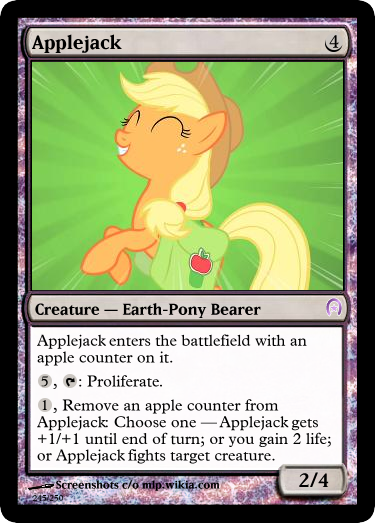 Applejack 4
Creature — Earth-Pony Bearer
Applejack enters the battlefield with an
apple counter on it.
5, : Proliferate.
1, Remove an apple counter from
Applejack: Choose one — Applejack gets
+1/+1 until end of turn; or you gain 2 life;
or Applejack fights target creature.
2/4
Screenshots c/o mlp.wikia.com
245/250